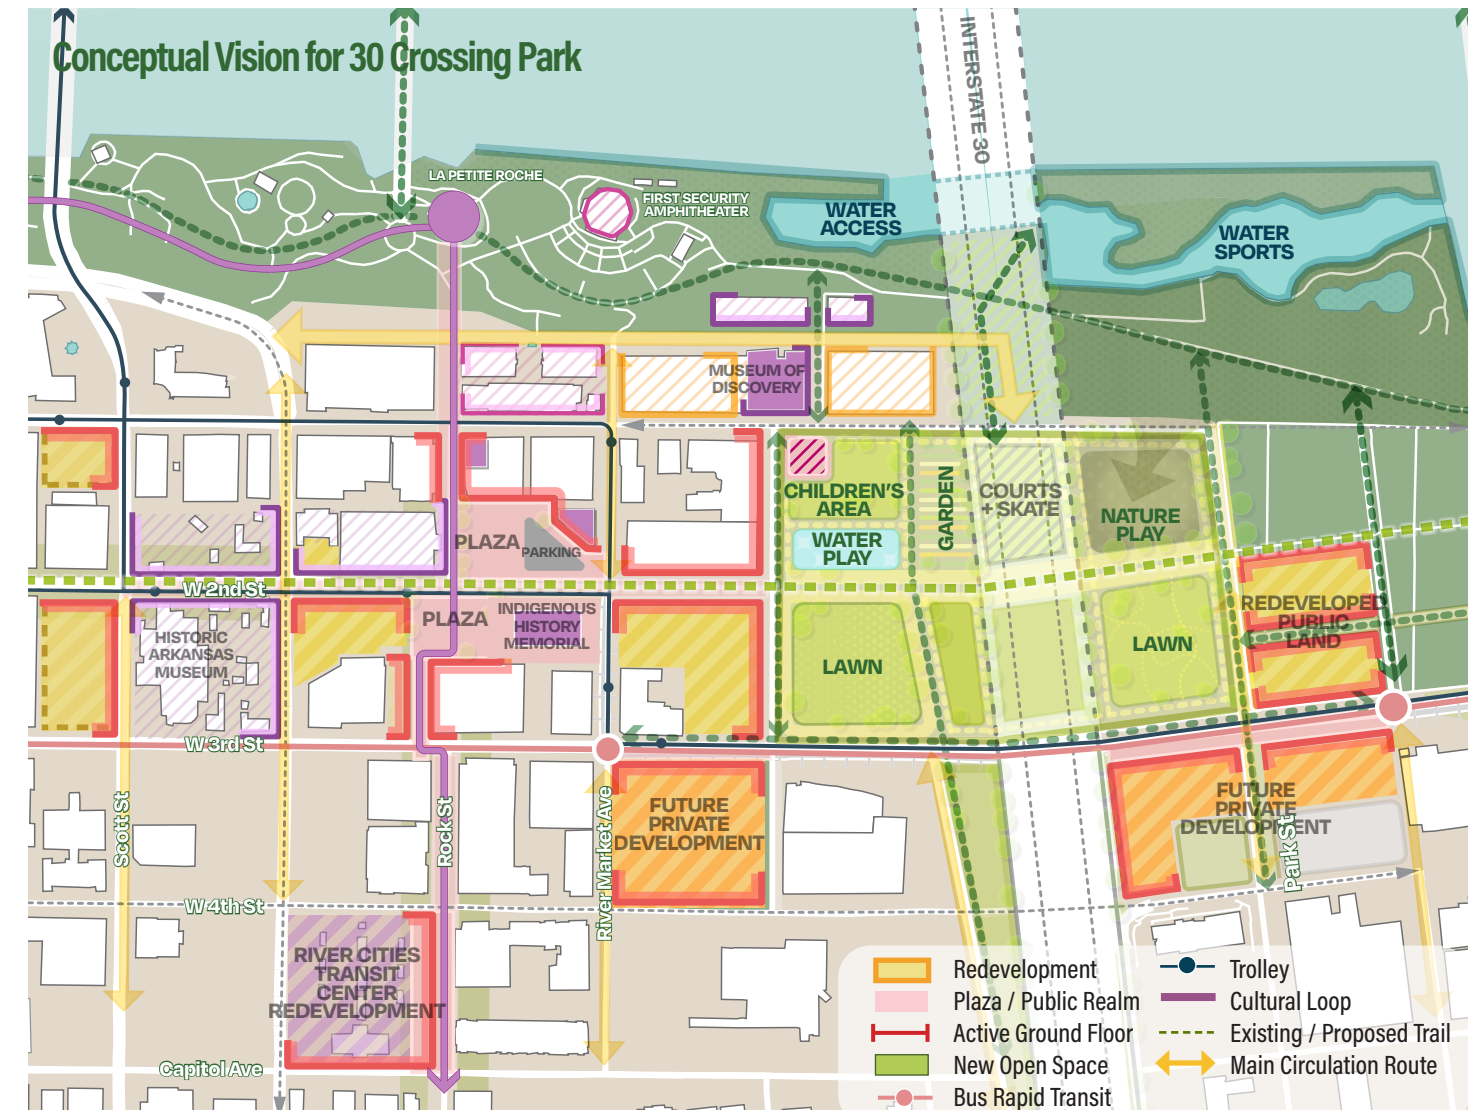 Conceptual Vision for 30 Crossing Park
INTERSTATE 30
LA PETITE ROCHE
FIRST SECURITY
AMPHITHEATER
WATER
ACCESS
WATER
SPORTS
MUSEUM OF
DISCOVERY
CHILDREN'S
AREA
WATER
PLAY
GARDEN
COURTS
+ SKATE
NATURE
PLAY
PLAZA
PARKING
W 2nd St
PLAZA
INDIGENOUS
HISTORY
MEMORIAL
HISTORIC
ARKANSAS
MUSEUM
LAWN
LAWN
REDEVELOPED
PUBLIC
LAND
W 3rd St
Scott St
Rock St
River Market Ave
FUTURE
PRIVATE
DEVELOPMENT
FUTURE
PRIVATE
DEVELOPMENT
Park St
W 4th St
RIVER CITIES
TRANSIT
CENTER
REDEVELOPMENT
Capitol Ave
Redevelopment
Plaza / Public Realm
Active Ground Floor
New Open Space
Bus Rapid Transit
Trolley
Cultural Loop
Existing / Proposed Trail
Main Circulation Route